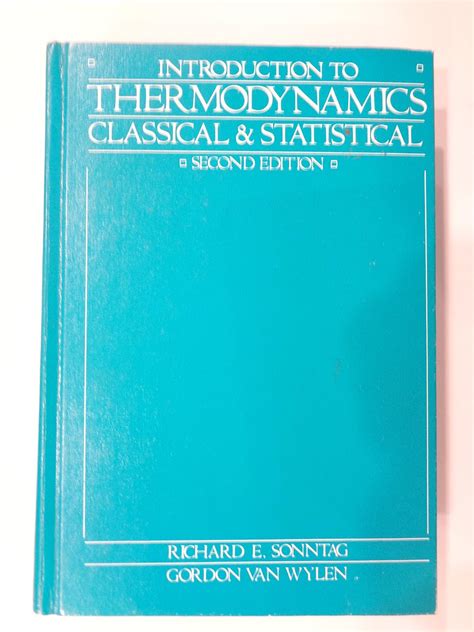 INTRODUCTION TO
THERMODYNAMICS
CLASSICAL & STATISTICAL
SECOND EDITION
RICHARD E. SONNTAG
GORDON VAN WYLEN